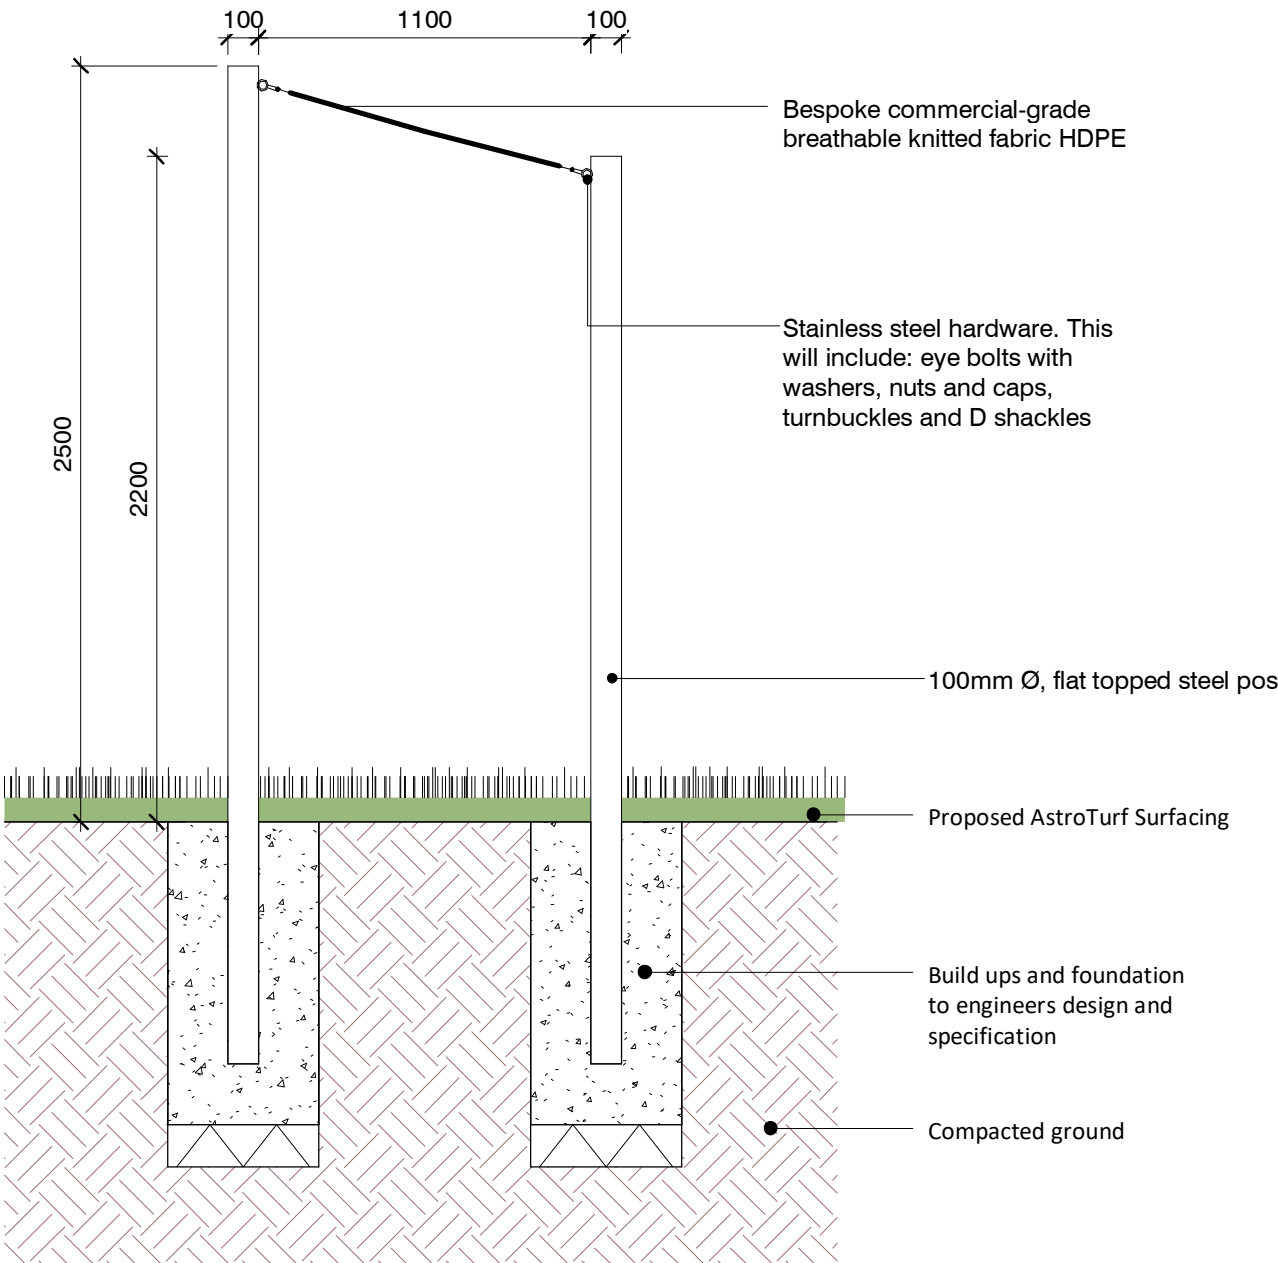 100 1100 100
Bespoke commercial-grade
breathable knitted fabric HDPE
Stainless steel hardware. This
will include: eye bolts with
washers, nuts and caps,
turnbuckles and D shackles
2500
2200
100mm Ø, flat topped steel pos
Proposed AstroTurf Surfacing
Build ups and foundation
to engineers design and
specification
Compacted ground